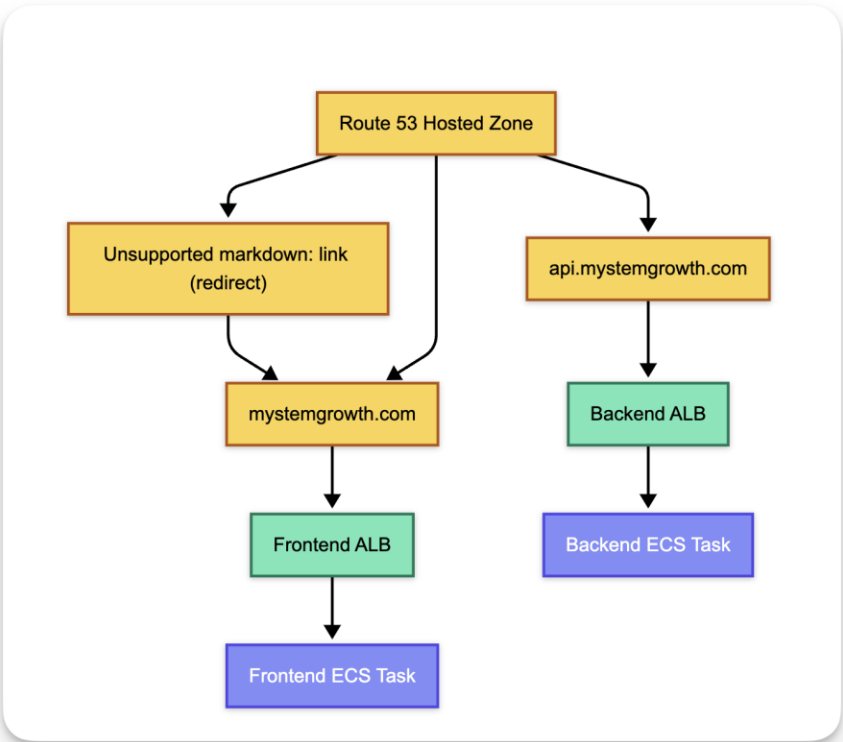 Route 53 Hosted Zone
Unsupported markdown: link
(redirect)
api.mystemgrowth.com
mystemgrowth.com
Backend ALB
Frontend ALB
Backend ECS Task
Frontend ECS Task